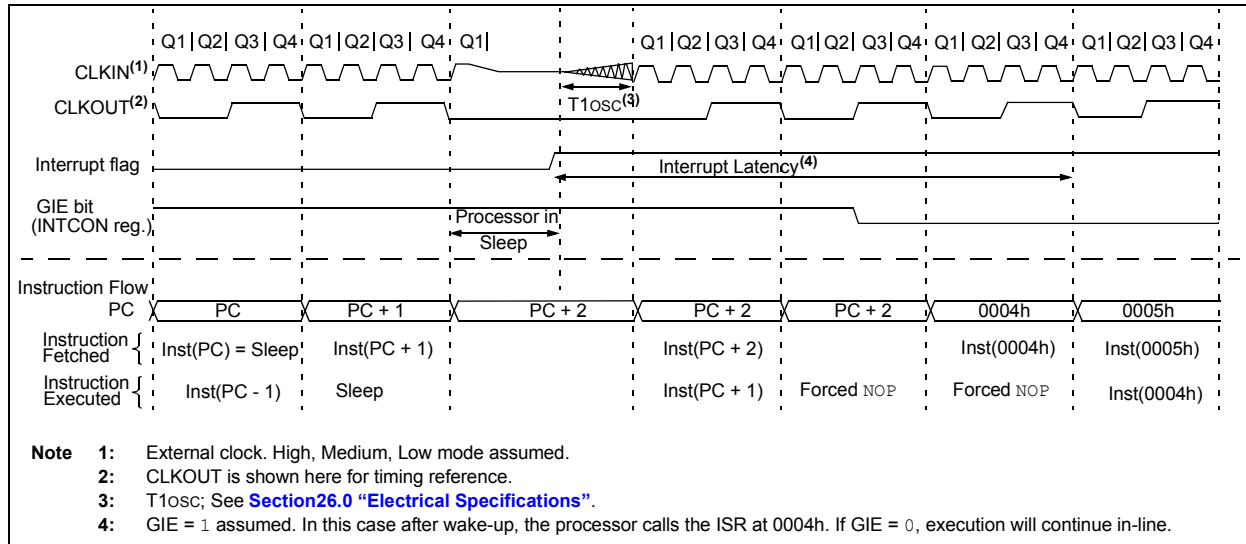 Q1| Q2| Q3| Q4 Q1| Q2| Q3| Q4 Q1| Q1| Q2| Q3| Q4 Q1| Q2| Q3| Q4 Q1| Q2| Q3| Q4 Q1| Q2| Q3| Q4
CLKIN(1)
CLKOUT(2)
T1OSC(3)
Interrupt flag
Interrupt Latency(4)
GIE bit
(INTCON reg.)
Processor in
Sleep
Instruction Flow
PC PC PC + 1 PC + 2 PC + 2 PC + 2 0004h 0005h
Instruction
Fetched { Inst(PC) = Sleep Inst(PC + 1) Inst(PC + 2) Inst(0004h) Inst(0005h)
Instruction
Executed { Inst(PC - 1) Sleep Inst(PC + 1) Forced NOP Forced NOP Inst(0004h)
Note 1: External clock. High, Medium, Low mode assumed.
2: CLKOUT is shown here for timing reference.
3: T1OSC; See Section26.0 “Electrical Specifications”.
4: GIE = 1 assumed. In this case after wake-up, the processor calls the ISR at 0004h. If GIE = 0, execution will continue in-line.